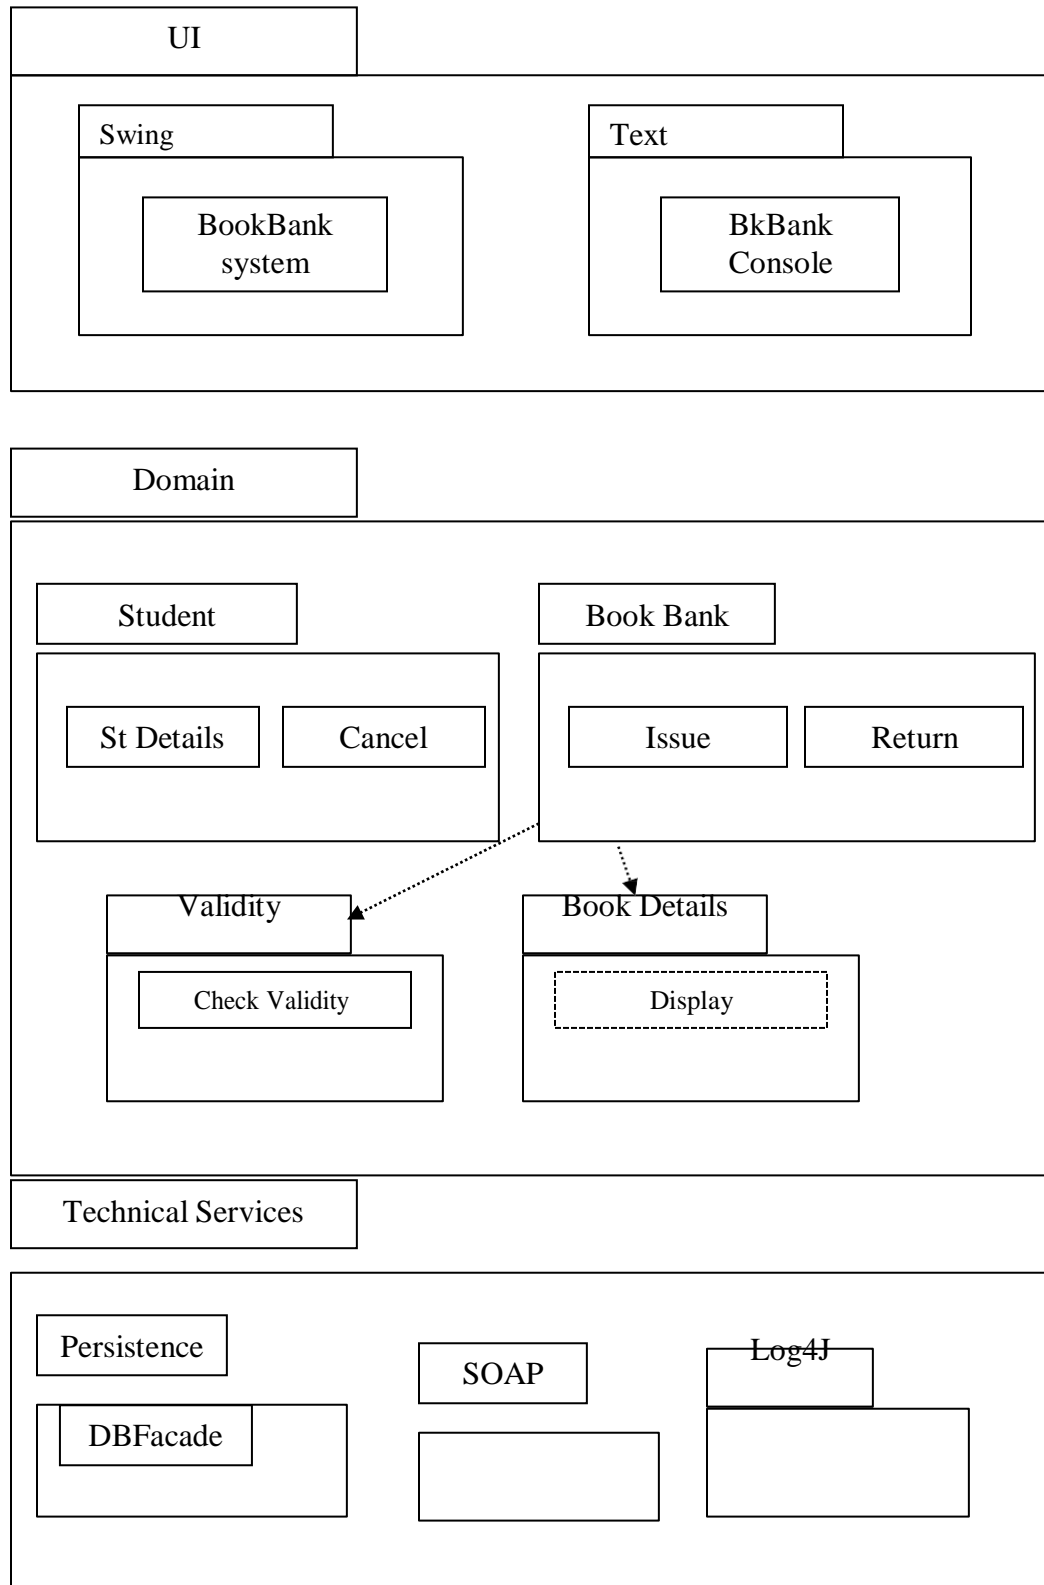 UI
Swing
Text
BookBank
system
BkBank
Console
Domain
Student
Book Bank
St Details
Cancel
Issue
Return
Validity
Book Details
Check Validity
Display
Technical Services
Persistence
SOAP
Log4J
DBFacade